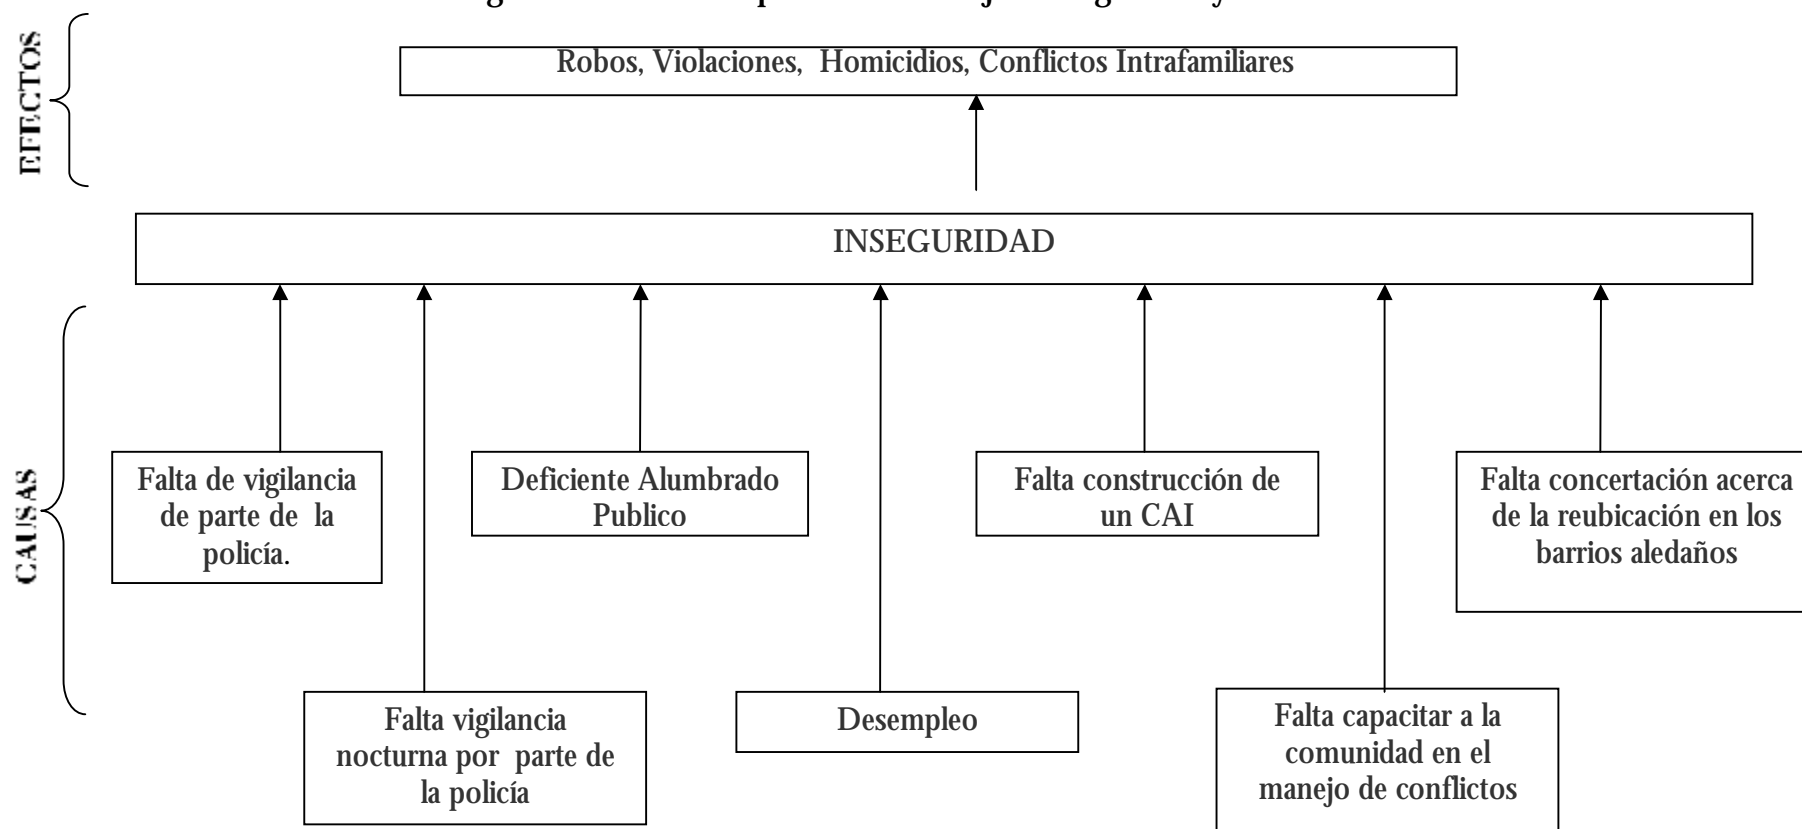 EFECTOS
Robos, Violaciones, Homicidios, Conflictos Intrafamiliares
INSEGURIDAD
CAUSAS
Falta de vigilancia
de parte de la
policía.
Deficiente Alumbrado
Publico
Falta construcción de
un CAI
Falta concertación acerca
de la reubicación en los
barrios aledaños
Falta vigilancia
nocturna por parte de
la policía
Desempleo
Falta capacitar a la
comunidad en el
manejo de conflictos